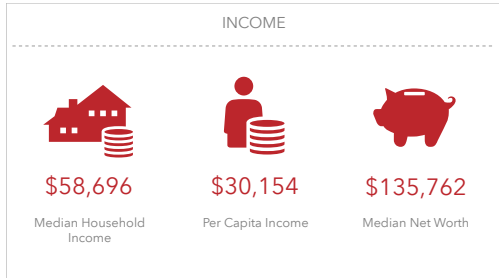 INCOME
$58,696
Median Household
Income
$30,154
Per Capita Income
$135,762
Median Net Worth